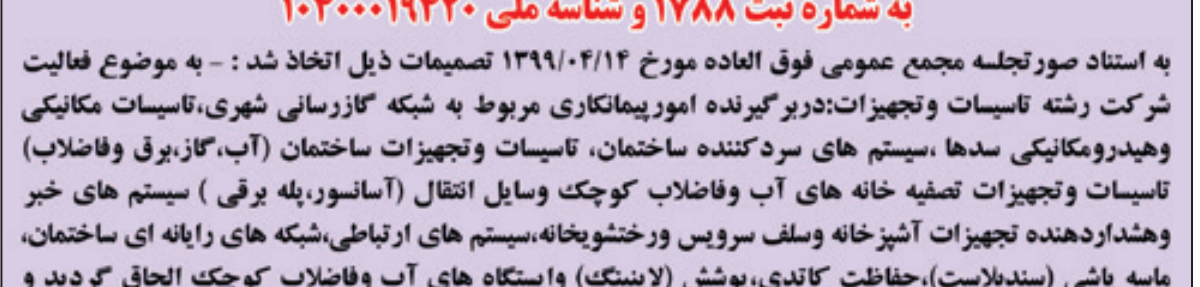 به شماره ثبت ۱۷۸۸ و شناسه ملی ۱۰۲۰۰۰۱۹۲۲۰
به استناد صورتجلسه مجمع عمومی فوق العاده مورخ ۱۳۹۹/۰۴/۱۴ تصمیمات ذیل اتخاذ شد : - به موضوع فعالیت
شرکت رشته تاسیسات وتجهیزات:دربرگیرنده امورپیمانکاری مربوط به شبکه گازرسانی شهری،تاسیسات مکانیکی
وهیدرومکانیکی سدها ،سیستم های سردکننده ساختمان، تاسیسات وتجهیزات ساختمان (آب،گاز،برق وفاضلاب)
تاسیسات وتجهیزات تصفیه خانه های آب وفاضلاب کوچک وسایل انتقال (آسانسور،پله برقی ) سیستم های خبر
وهشداردهنده تجهیزات آشپزخانه وسلف سرویس ورختشویخانه،سیستم های ارتباطی،شبکه های رایانه ای ساختمان،
ماسه پاشی (سندبلاست)،حفاظت کاتدی،پوشش (لاینینگ) وایستگاه های آب وفاضلاب کوچک الحاق گردید و